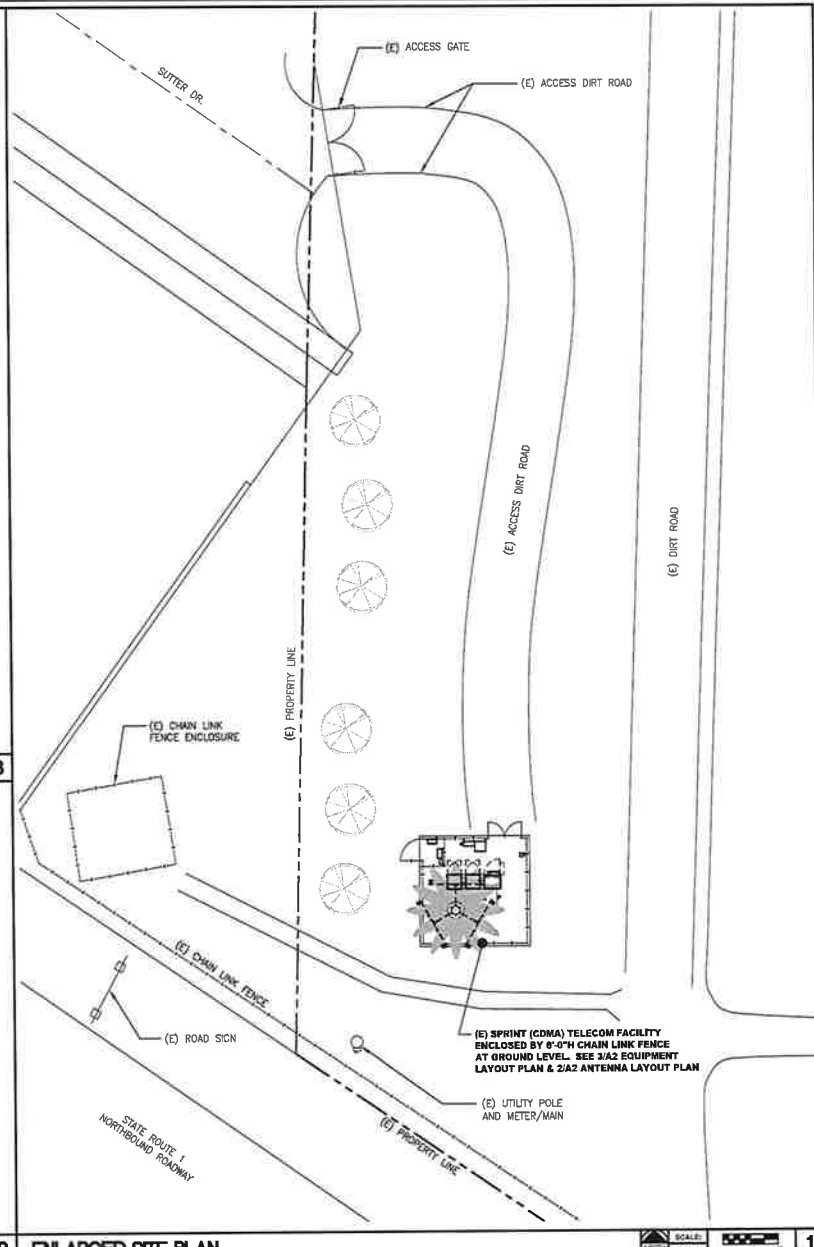 (E) ACCESS GATE
SUTTER DR.
(E) ACCESS DIRT ROAD
(E) ACCESS DIRT ROAD
(E) DIRT ROAD
(E) PROPERTY LINE
(E) CHAIN LINK
FENCE ENCLOSURE
(E) CHAIN LINK FENCE
(E) ROAD SIGN
(E) SPRINT (CDMA) TELECOM FACILITY
ENCLOSED BY 6'-0"H CHAIN LINK FENCE
AT GROUND LEVEL. SEE 3/A2 EQUIPMENT
LAYOUT PLAN & 2/A2 ANTENNA LAYOUT PLAN
(E) UTILITY POLE
AND METER/MAIN
(E) PROPERTY LINE
STATE ROUTE 1
NORTHBOUND ROADWAY
ENLARGED SITE PLAN
SCALE:
1